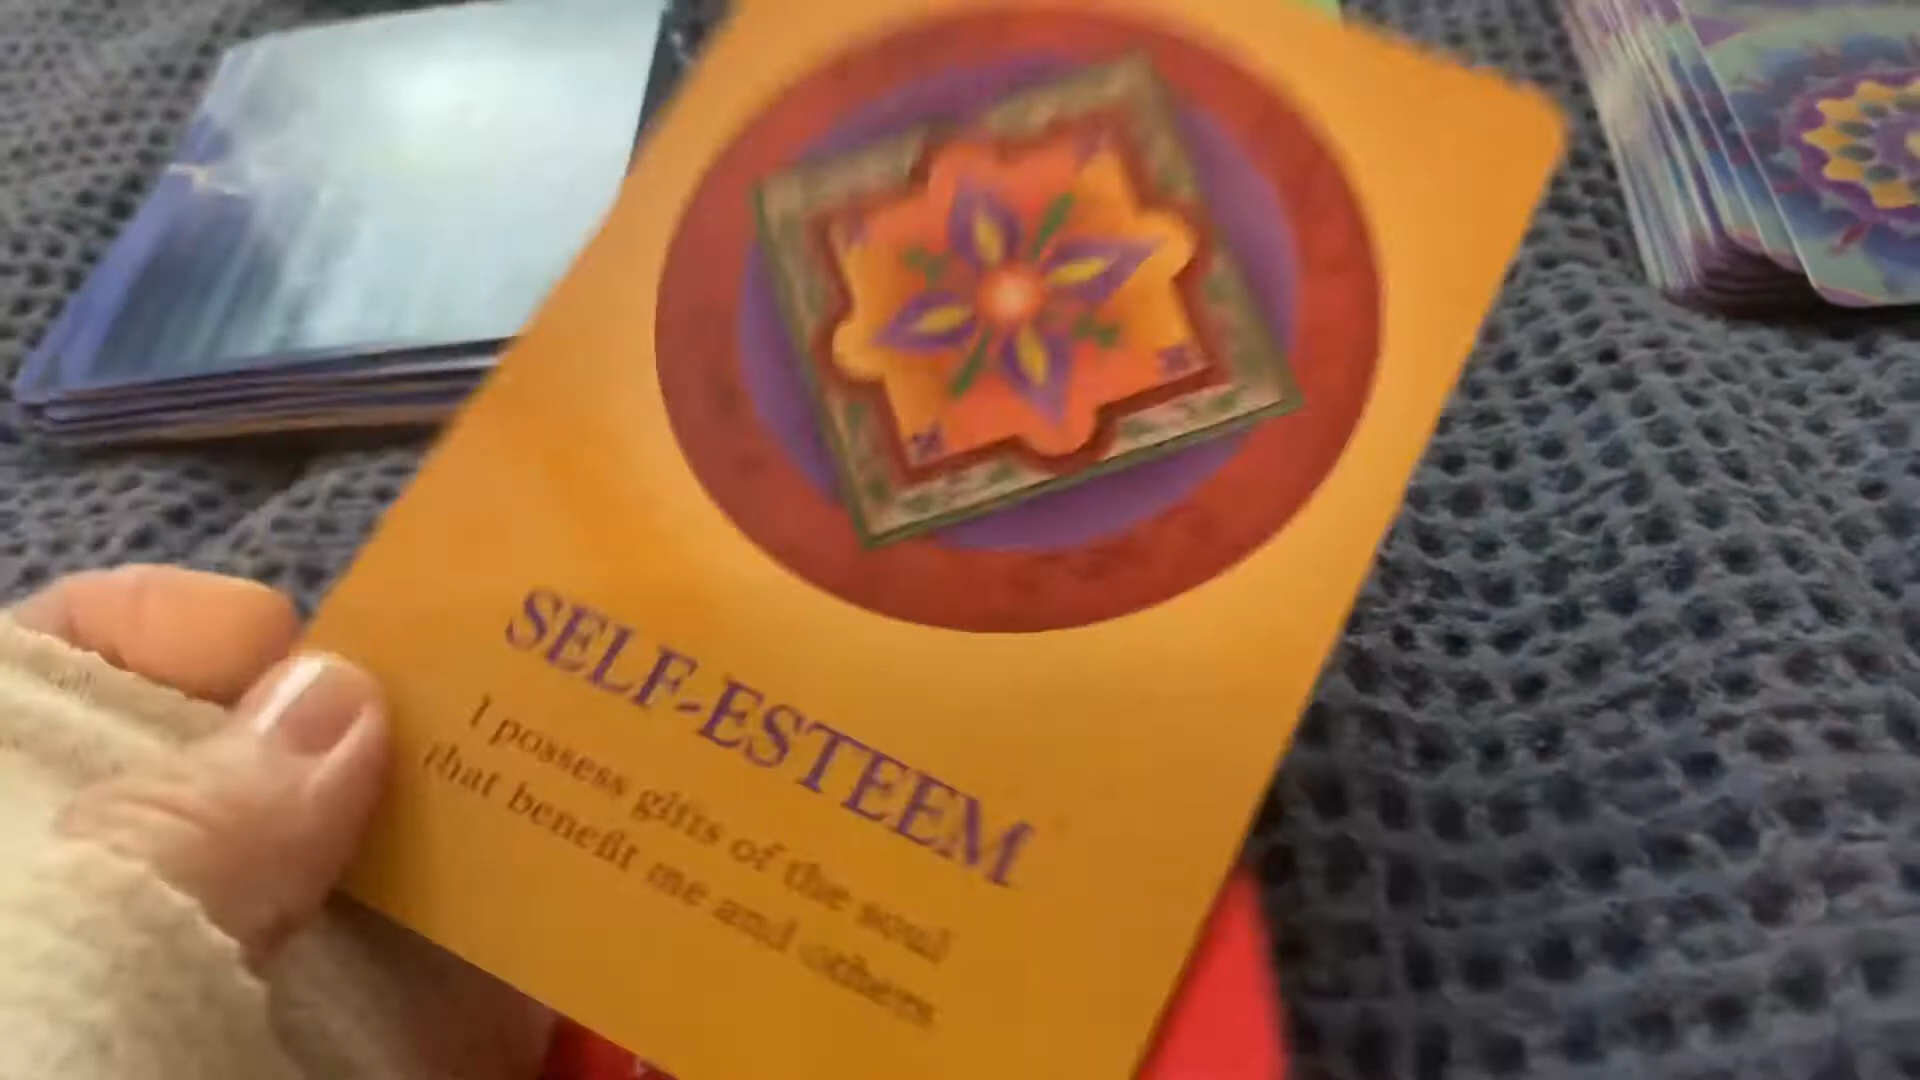 SELF-ESTEEM
I possess gifts of the soul
that benefit me and others